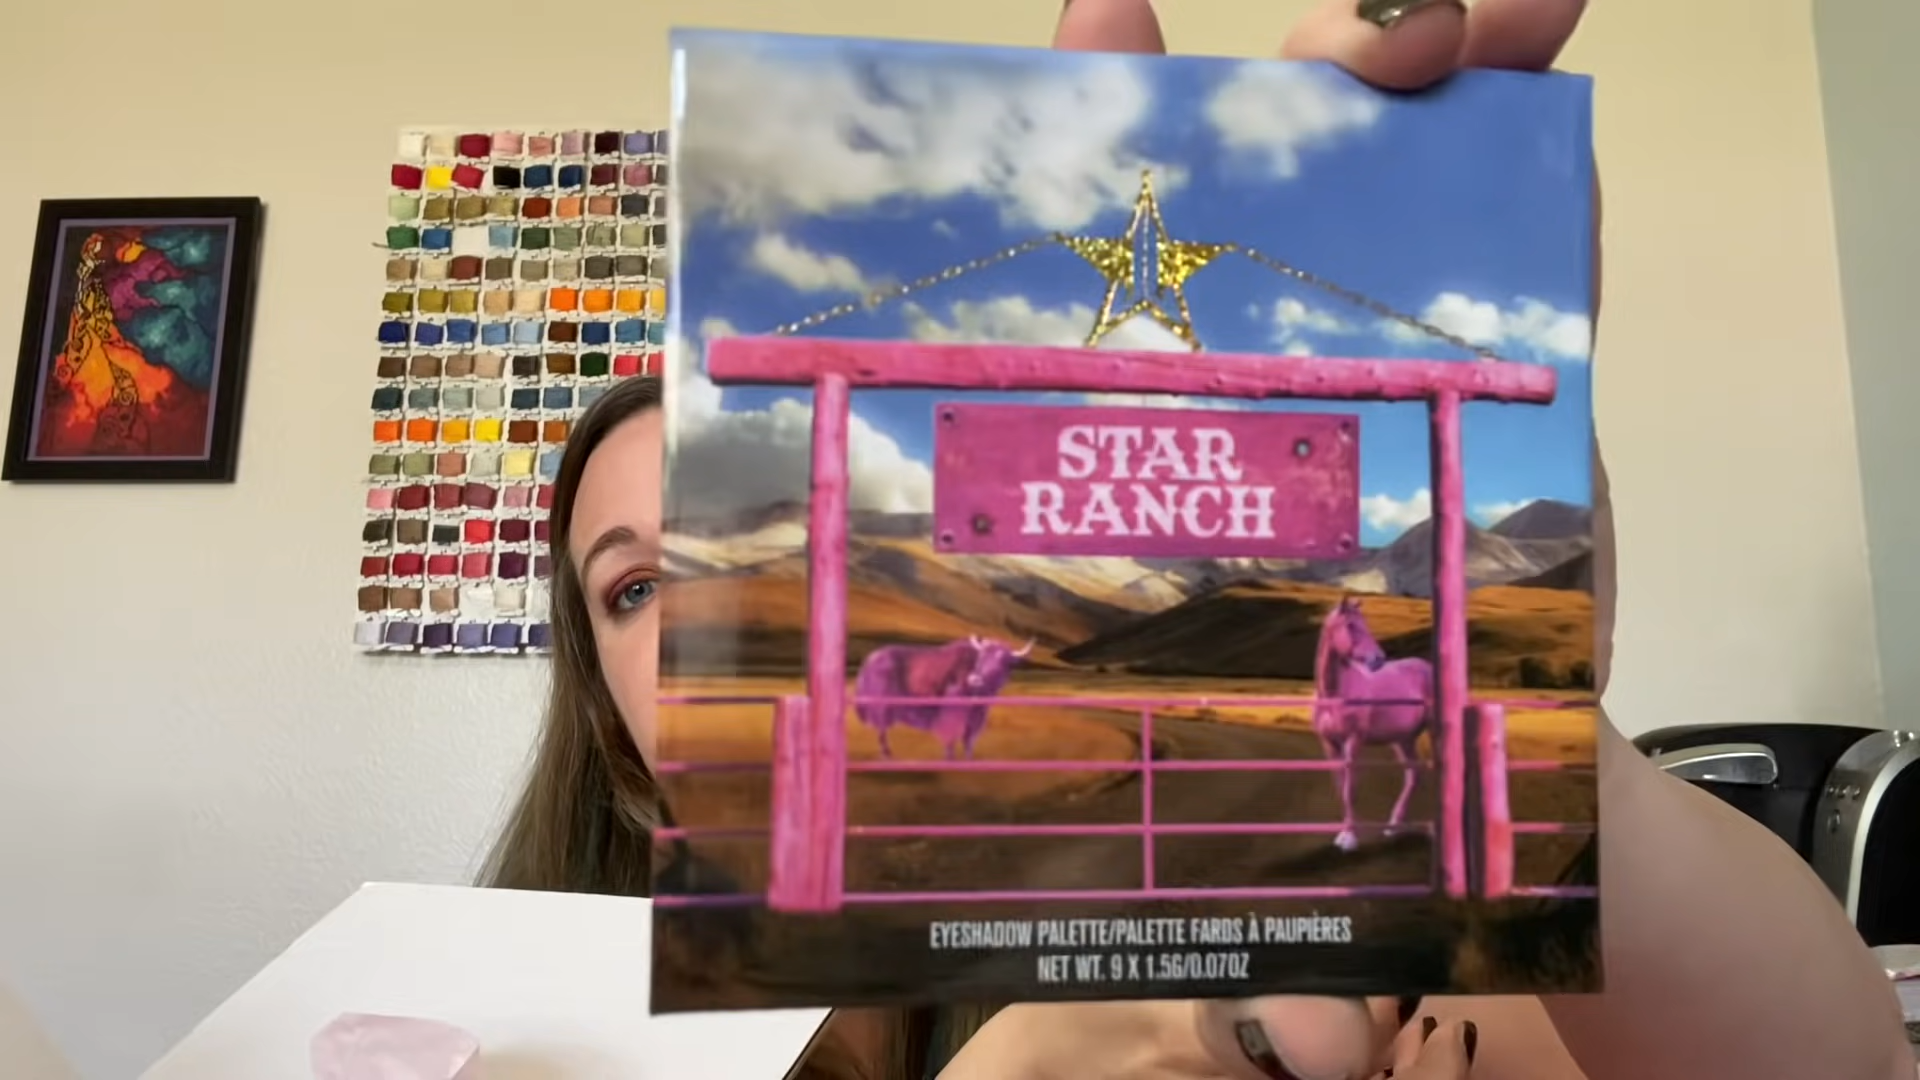 STAR
RANCH
EYESHADOW PALETTE/PALETTE FARDS À PAUPIÈRES
NET WT. 9 X 1.5G/0.07OZ